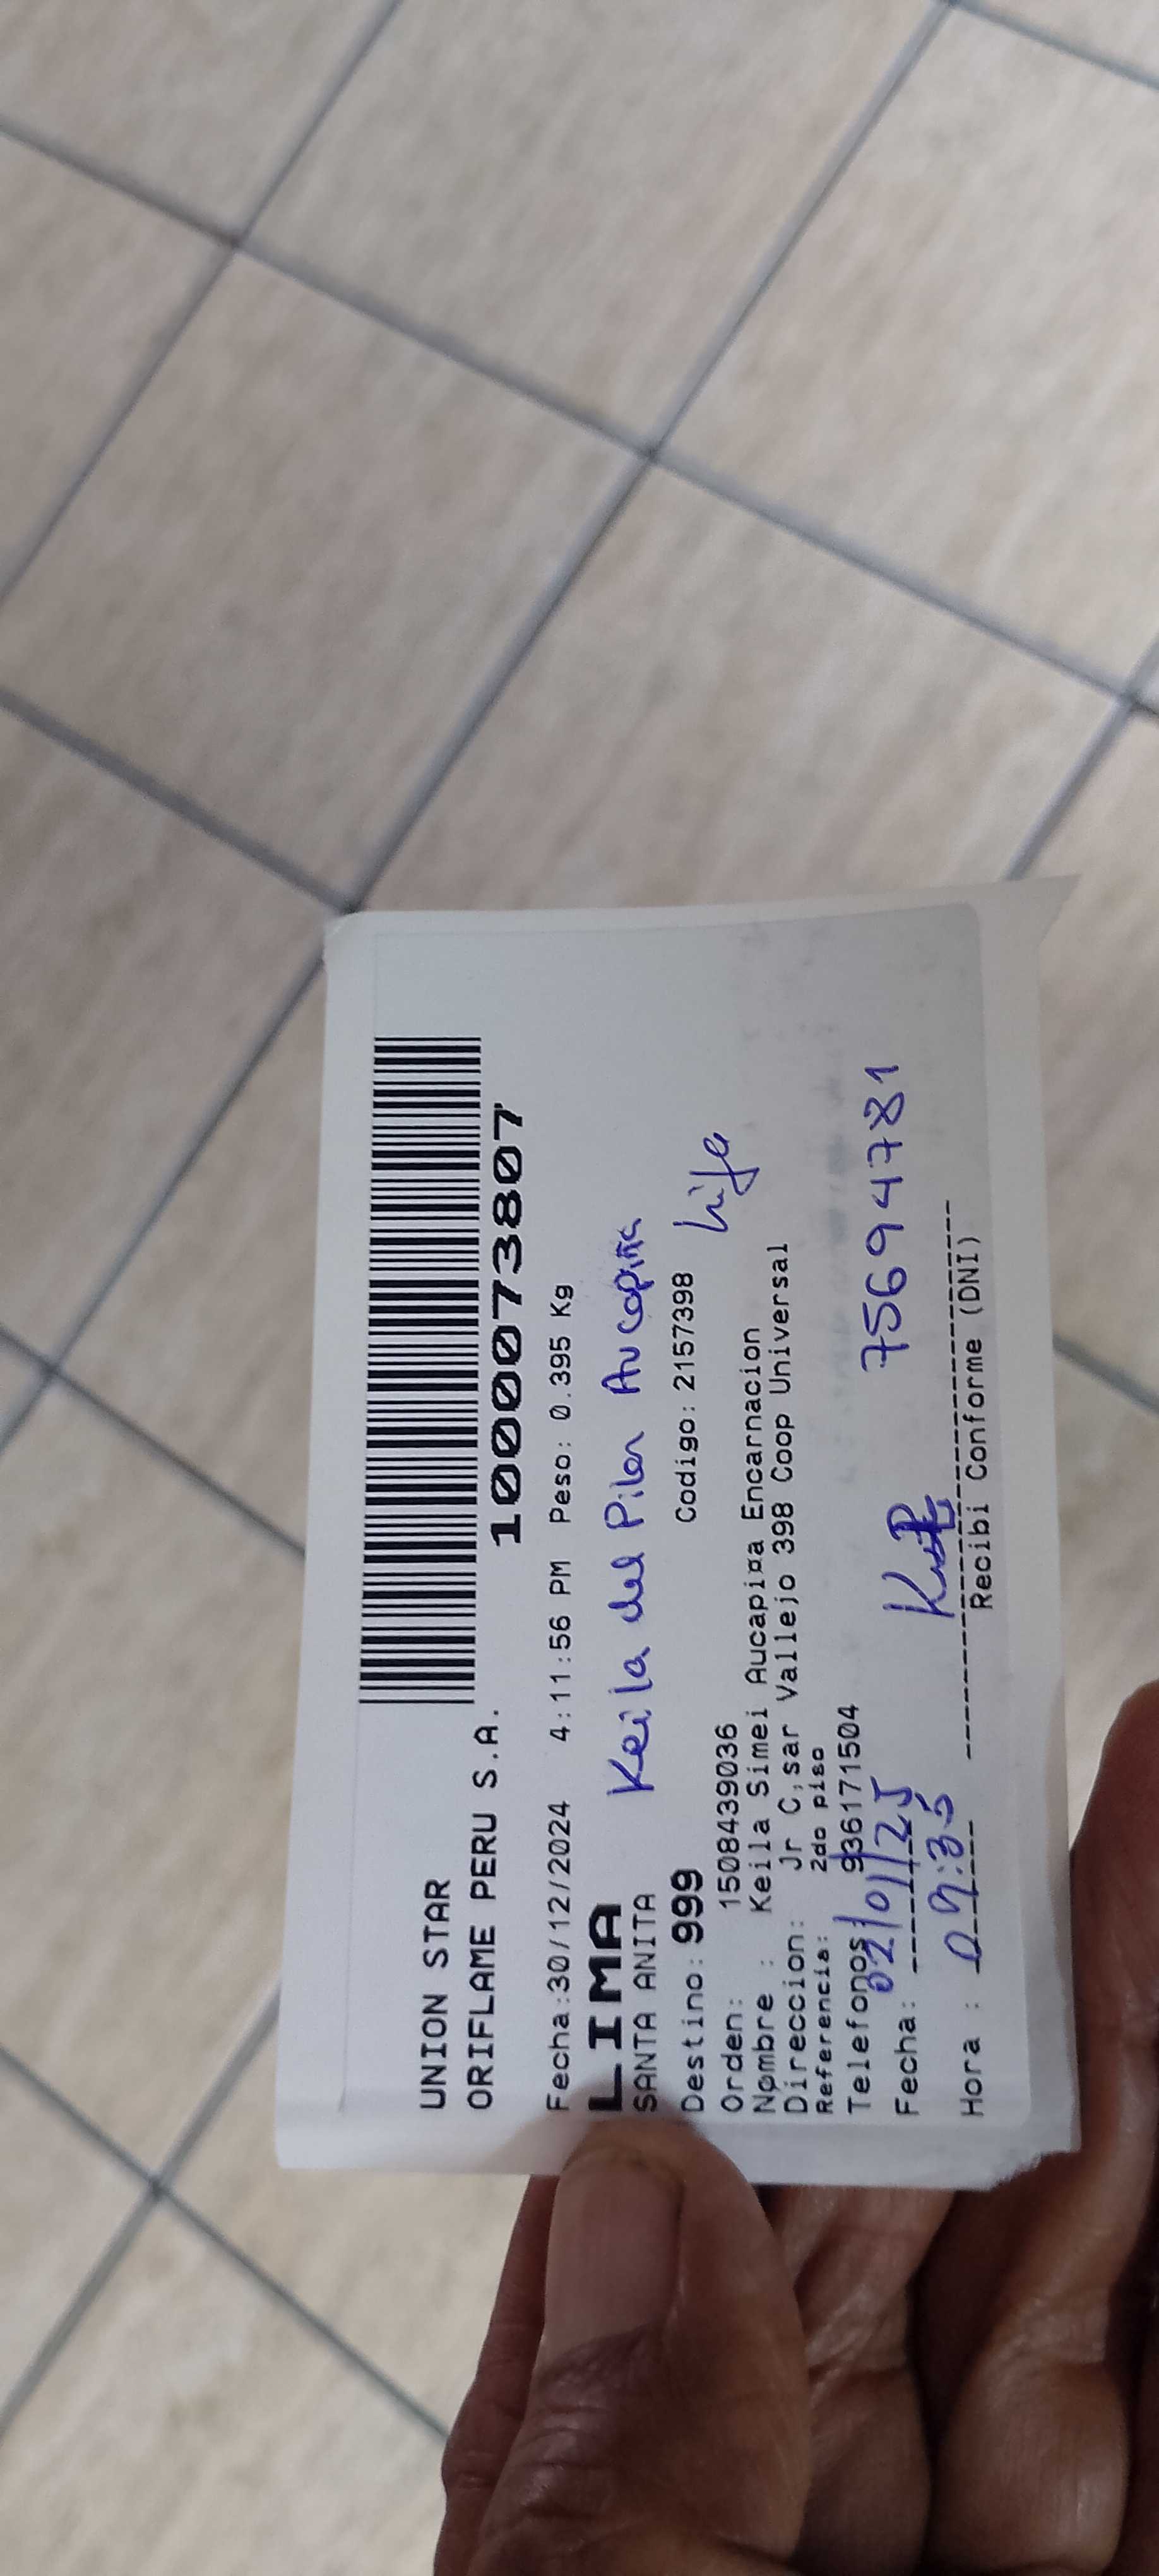 UNION STAR
ORIFLAME PERU S.A.
10000073807
Fecha:30/12/2024 4:11:56 PM Peso: 0.395 Kg
LIMA Keila del Pilar Aucapiña
SANTA ANITA
Destino: 999 Codigo: 2157398 hija
Orden: 1508439036
Nombre : Keila Simei Aucapiña Encarnacion
Direccion: Jr C,sar Vallejo 398 Coop Universal
Referencia: 2do piso
Telefonos: 936171504
Fecha: 02/01/25 75694781
Hora : 09:35
Recibi Conforme (DNI)